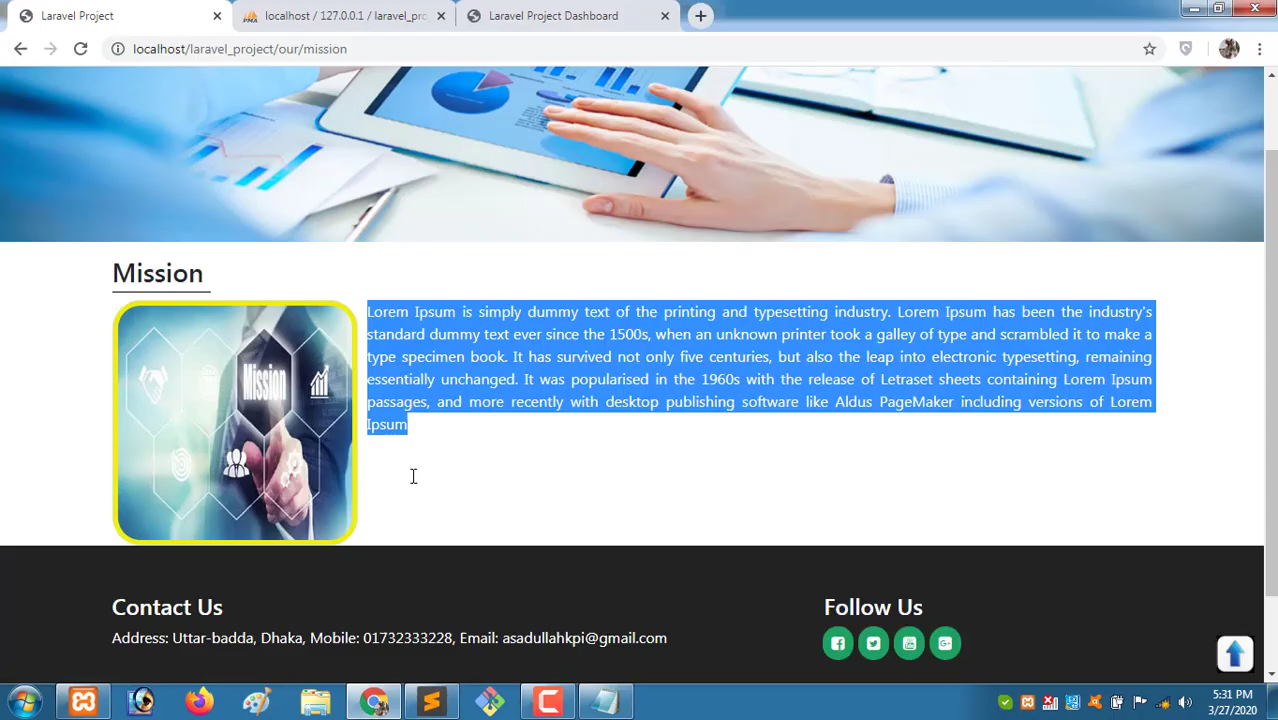 Laravel Project
localhost / 127.0.0.1 / laravel_pro
Laravel Project Dashboard
localhost/laravel_project/our/mission
Mission
Mission
Lorem Ipsum is simply dummy text of the printing and typesetting industry. Lorem Ipsum has been the industry's
standard dummy text ever since the 1500s, when an unknown printer took a galley of type and scrambled it to make a
type specimen book. It has survived not only five centuries, but also the leap into electronic typesetting, remaining
essentially unchanged. It was popularised in the 1960s with the release of Letraset sheets containing Lorem Ipsum
passages, and more recently with desktop publishing software like Aldus PageMaker including versions of Lorem
Ipsum
Contact Us
Address: Uttar-badda, Dhaka, Mobile: 01732333228, Email: asadullahkpi@gmail.com
Follow Us
5:31 PM
3/27/2020